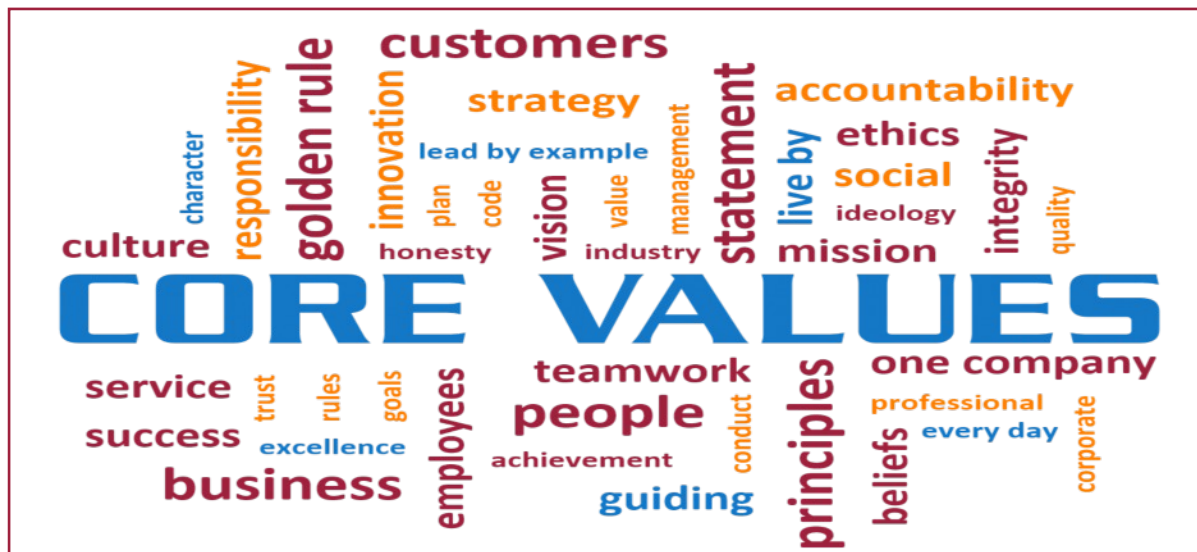 customers
strategy
accountability
golden rule
responsibility
innovation
statement
management
character
lead by example
live by
ethics
integrity
social
plan
code
vision
value
ideology
quality
culture
honesty
industry
mission
CORE VALUES
service
trust
rules
goals
employees
teamwork
one company
people
principles
conduct
professional
corporate
success
excellence
achievement
every day
beliefs
business
guiding